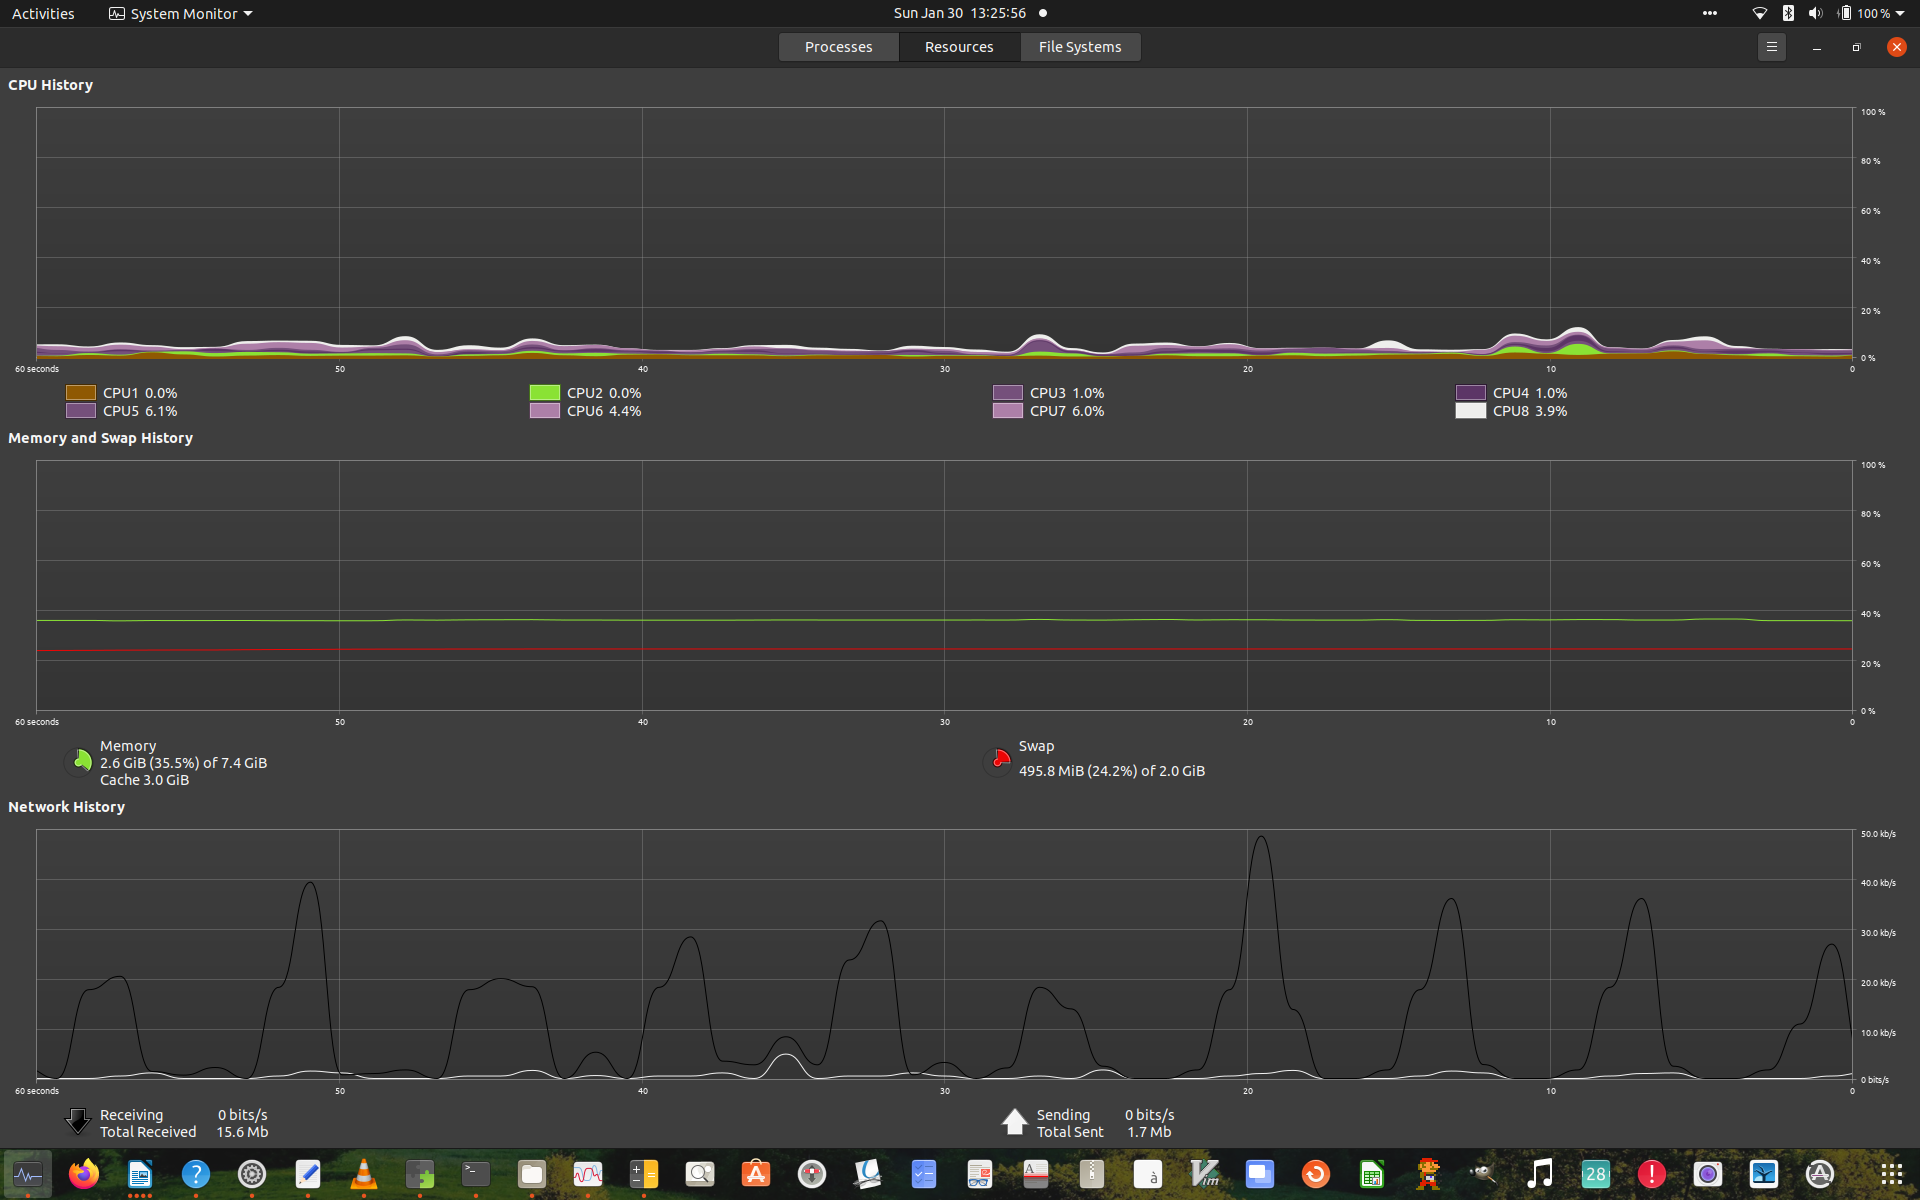 Activities System Monitor Sun Jan 30 13:25:56 100 %
Processes Resources File Systems
CPU History
100 %
80 %
60 %
40 %
20 %
0 %
60 seconds 50 40 30 20 10 0
CPU1 0.0% CPU2 0.0% CPU3 1.0% CPU4 1.0%
CPU5 6.1% CPU6 4.4% CPU7 6.0% CPU8 3.9%
Memory and Swap History
100 %
80 %
60 %
40 %
20 %
0 %
60 seconds 50 40 30 20 10 0
Memory
2.6 GiB (35.5%) of 7.4 GiB
Cache 3.0 GiB
Swap
495.8 MiB (24.2%) of 2.0 GiB
Network History
50.0 kb/s
40.0 kb/s
30.0 kb/s
20.0 kb/s
10.0 kb/s
0 bits/s
60 seconds 50 40 30 20 10 0
Receiving 0 bits/s
Total Received 15.6 Mb
Sending 0 bits/s
Total Sent 1.7 Mb
? >_ A à Vim 28 !